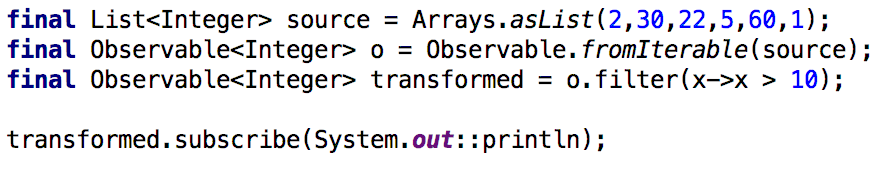 final List<Integer> source = Arrays.asList(2,30,22,5,60,1);
final Observable<Integer> o = Observable.fromIterable(source);
final Observable<Integer> transformed = o.filter(x->x > 10);
transformed.subscribe(System.out::println);